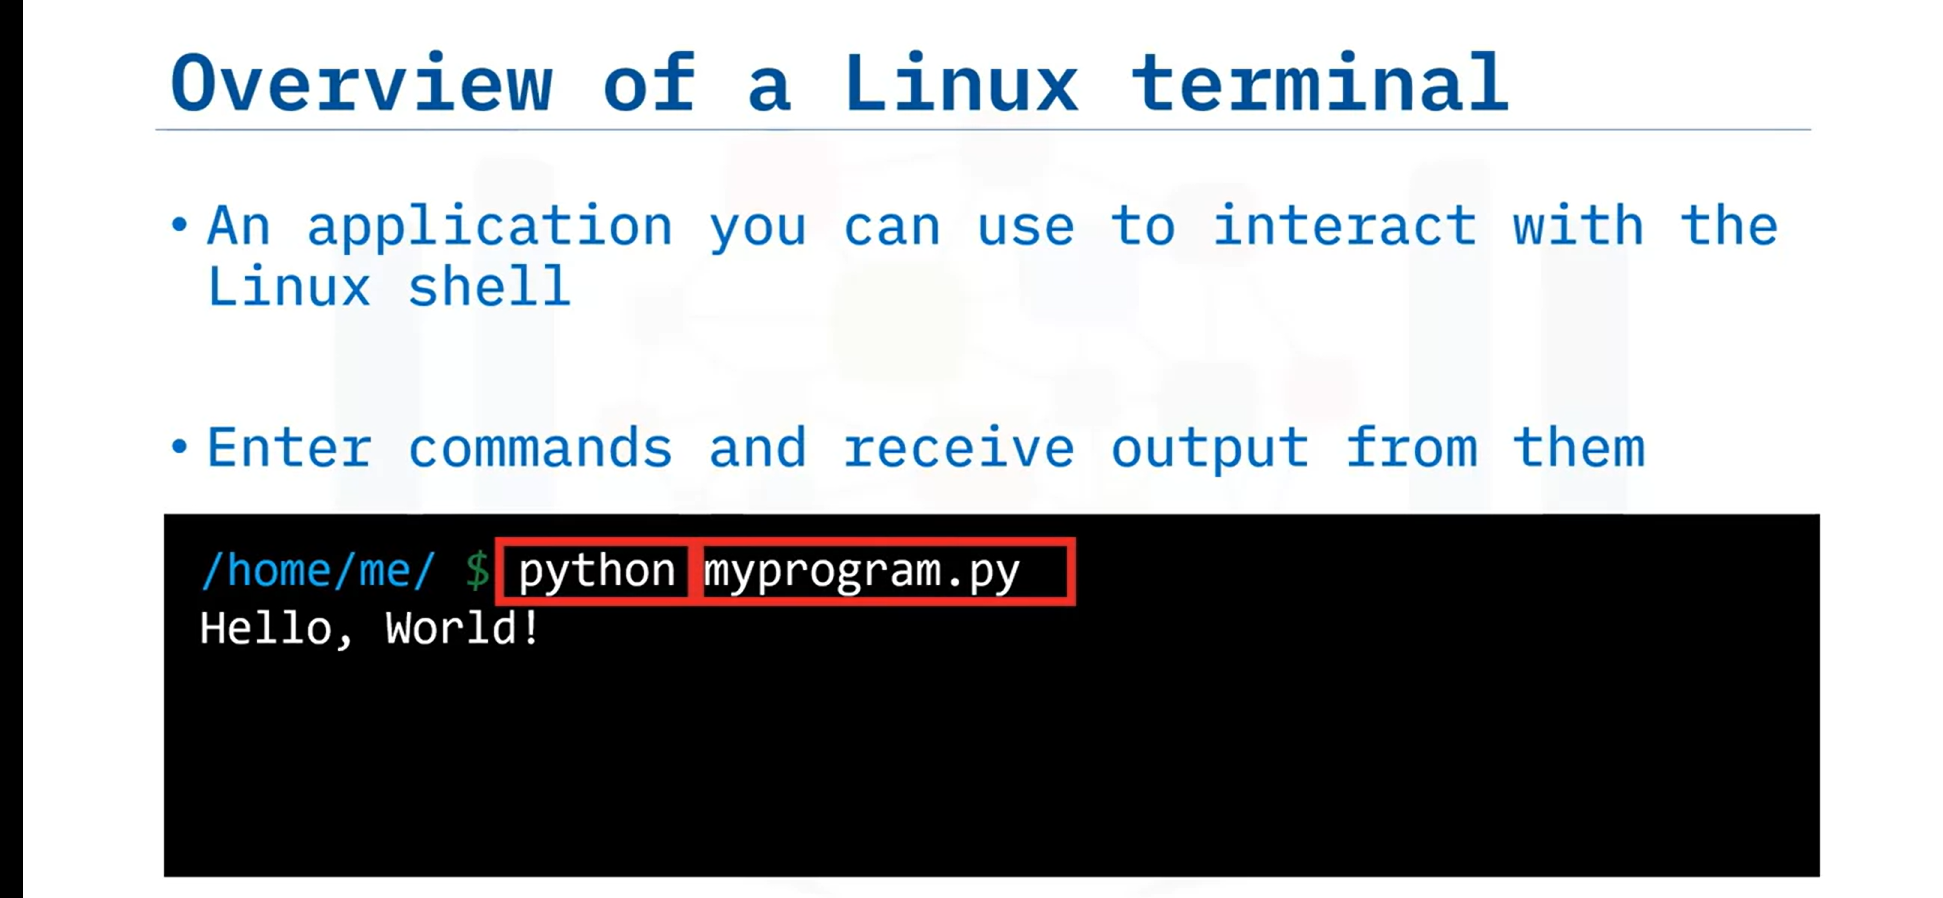 Overview of a Linux terminal
• An application you can use to interact with the
Linux shell
• Enter commands and receive output from them
/home/me/ $ python myprogram.py
Hello, World!